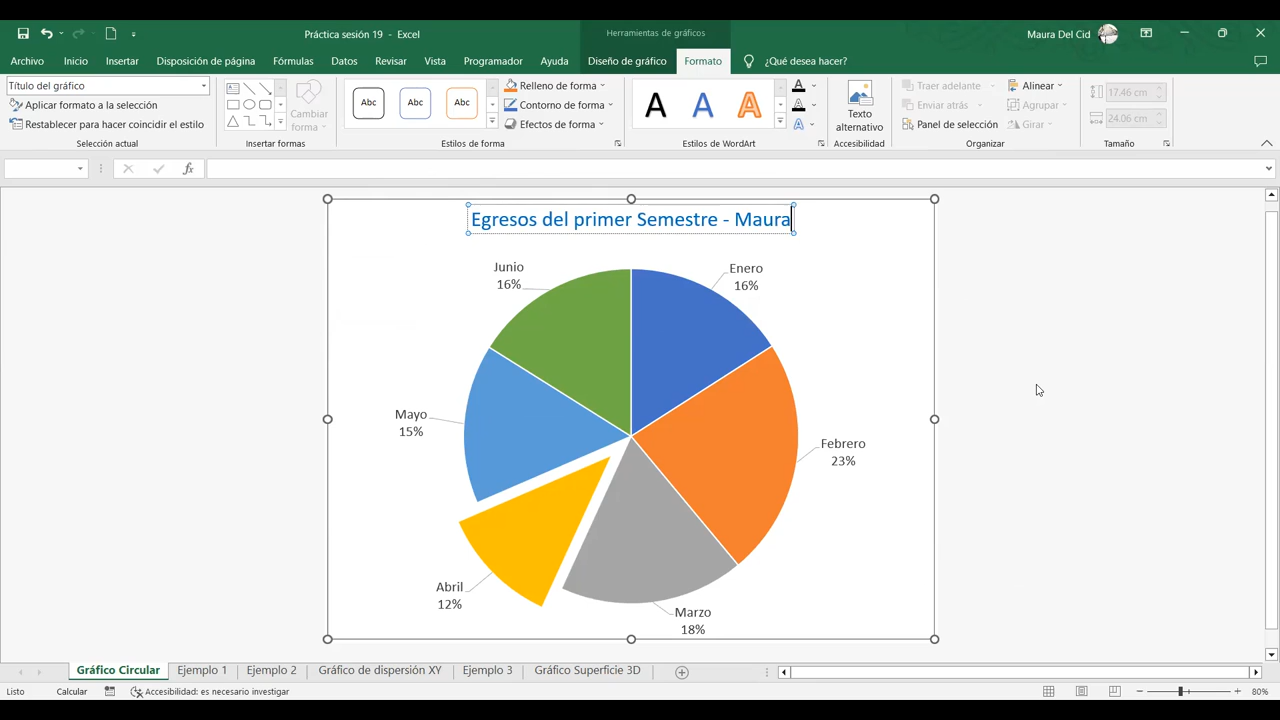 Práctica sesión 19 - Excel
Herramientas de gráficos
Maura Del Cid
Archivo Inicio Insertar Disposición de página Fórmulas Datos Revisar Vista Programador Ayuda Diseño de gráfico Formato ¿Qué desea hacer?
Título del gráfico
Aplicar formato a la selección
Restablecer para hacer coincidir el estilo
Selección actual
Cambiar forma
Insertar formas
Abc Abc Abc
Relleno de forma
Contorno de forma
Efectos de forma
Estilos de forma
A A A
A
A
A
Estilos de WordArt
Texto alternativo
Accesibilidad
Traer adelante
Enviar atrás
Panel de selección
Alinear
Agrupar
Girar
Organizar
17.46 cm
24.06 cm
Tamaño
fx
Egresos del primer Semestre - Maura
Junio
16%
Enero
16%
Mayo
15%
Febrero
23%
Abril
12%
Marzo
18%
Gráfico Circular Ejemplo 1 Ejemplo 2 Gráfico de dispersión XY Ejemplo 3 Gráfico Superficie 3D
Listo Calcular Accesibilidad: es necesario investigar 80%